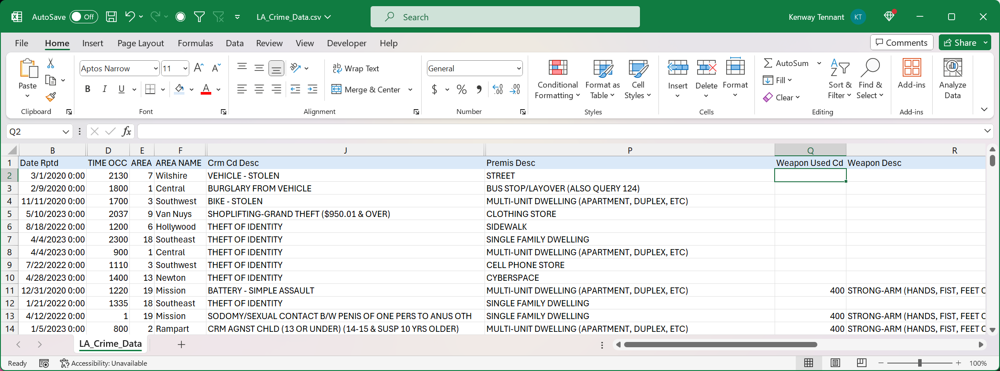 AutoSave Off LA_Crime_Data.csv Search Kenway Tennant KT
File Home Insert Page Layout Formulas Data Review View Developer Help Comments Share
Paste
Clipboard
Aptos Narrow 11 A A
B I U A
Font
ab Wrap Text
Merge & Center
Alignment
General
$ % 9 .00 .00
Number
Conditional Formatting
Format as Table
Cell Styles
Styles
Insert Delete Format
Cells
AutoSum
Fill
Clear
Sort & Filter
Find & Select
Editing
Add-ins
Add-ins
Analyze Data
Q2 fx
B D E F J P Q R
1 Date Rptd TIME OCC AREA AREA NAME Crm Cd Desc Premis Desc Weapon Used Cd Weapon Desc
2 3/1/2020 0:00 2130 7 Wilshire VEHICLE - STOLEN STREET
3 2/9/2020 0:00 1800 1 Central BURGLARY FROM VEHICLE BUS STOP/LAYOVER (ALSO QUERY 124)
4 11/11/2020 0:00 1700 3 Southwest BIKE - STOLEN MULTI-UNIT DWELLING (APARTMENT, DUPLEX, ETC)
5 5/10/2023 0:00 2037 9 Van Nuys SHOPLIFTING-GRAND THEFT ($950.01 & OVER) CLOTHING STORE
6 8/18/2022 0:00 1200 6 Hollywood THEFT OF IDENTITY SIDEWALK
7 4/4/2023 0:00 2300 18 Southeast THEFT OF IDENTITY SINGLE FAMILY DWELLING
8 4/4/2023 0:00 900 1 Central THEFT OF IDENTITY MULTI-UNIT DWELLING (APARTMENT, DUPLEX, ETC)
9 7/22/2022 0:00 1110 3 Southwest THEFT OF IDENTITY CELL PHONE STORE
10 4/28/2023 0:00 1400 13 Newton THEFT OF IDENTITY CYBERSPACE
11 12/31/2020 0:00 1220 19 Mission BATTERY - SIMPLE ASSAULT MULTI-UNIT DWELLING (APARTMENT, DUPLEX, ETC) 400 STRONG-ARM (HANDS, FIST, FEET O
12 1/21/2022 0:00 1335 18 Southeast THEFT OF IDENTITY SINGLE FAMILY DWELLING
13 4/12/2022 0:00 1 19 Mission SODOMY/SEXUAL CONTACT B/W PENIS OF ONE PERS TO ANUS OTH SINGLE FAMILY DWELLING 400 STRONG-ARM (HANDS, FIST, FEET O
14 1/5/2023 0:00 800 2 Rampart CRM AGNST CHLD (13 OR UNDER) (14-15 & SUSP 10 YRS OLDER) MULTI-UNIT DWELLING (APARTMENT, DUPLEX, ETC) 400 STRONG-ARM (HANDS, FIST, FEET O
LA_Crime_Data
Ready Accessibility: Unavailable 100%